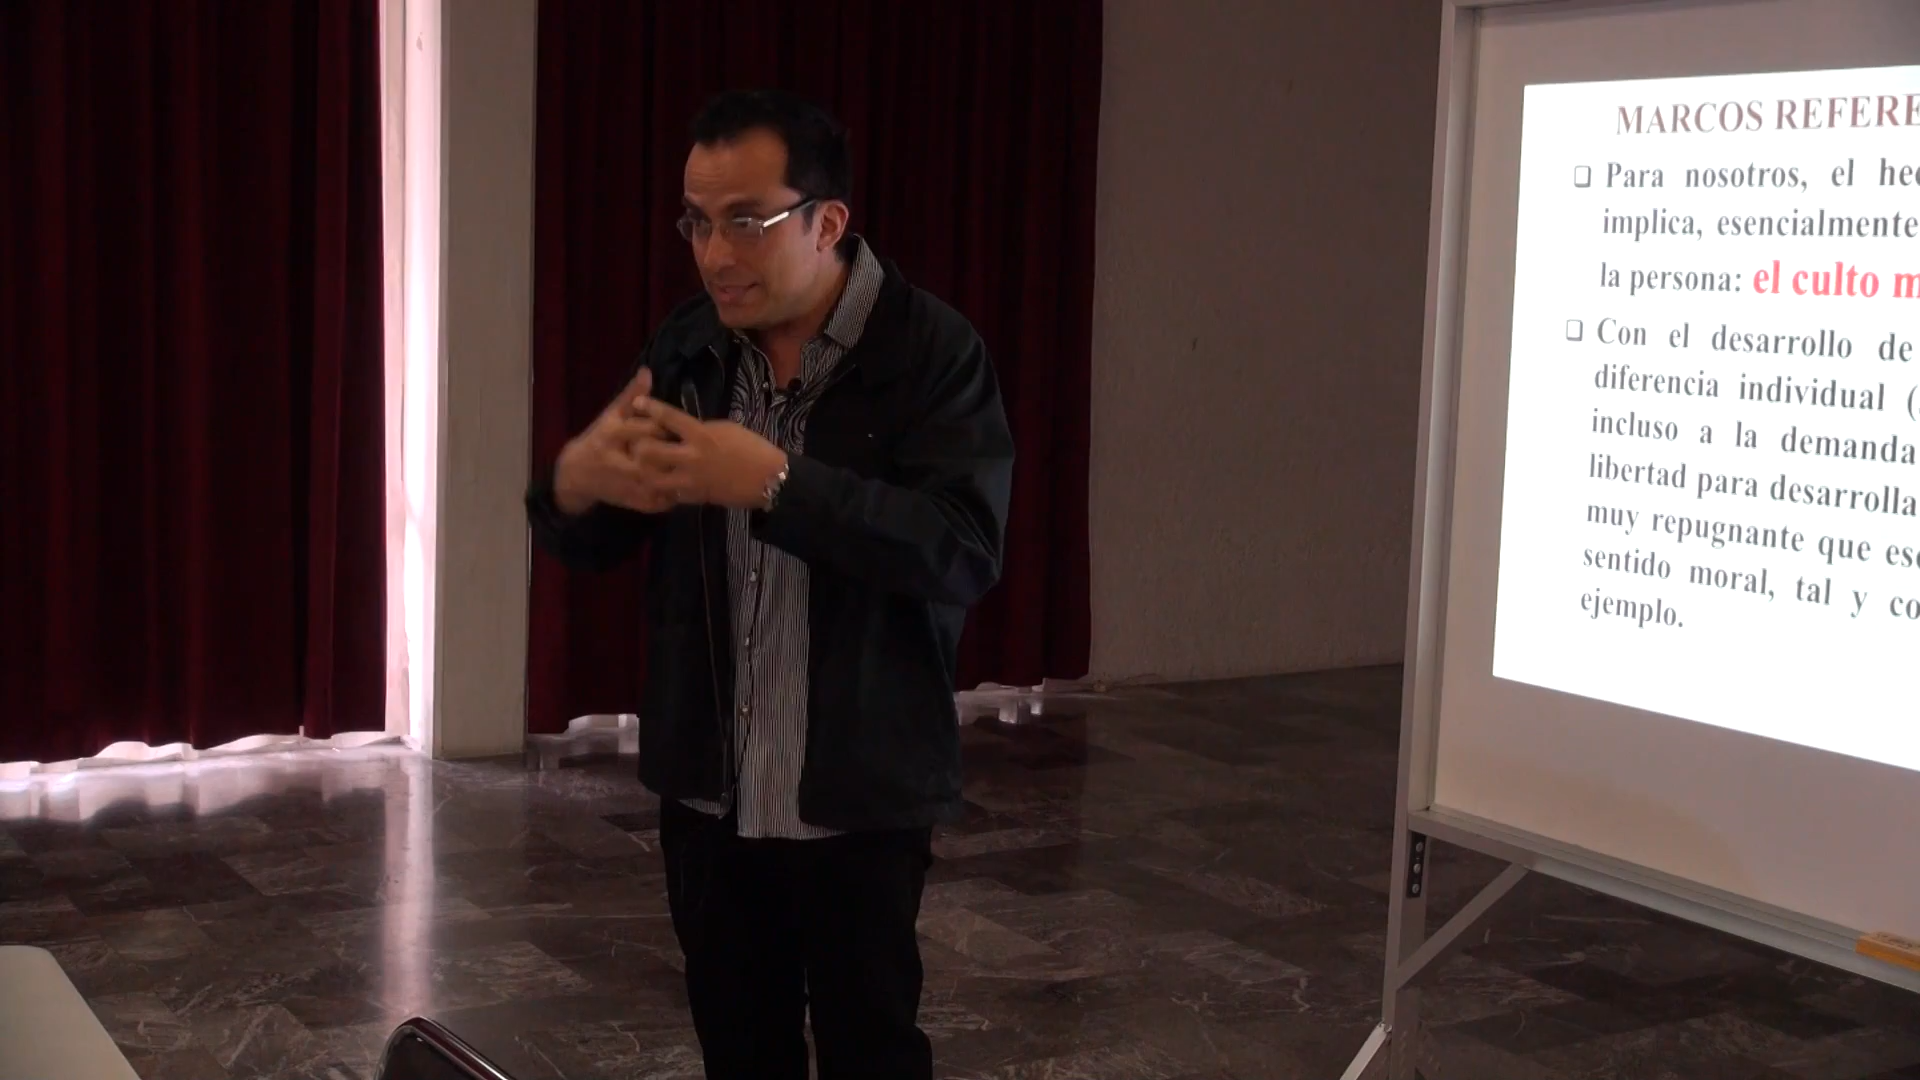 MARCOS REFERE
❑ Para nosotros, el hec
implica, esencialmente
la persona: el culto m
❑ Con el desarrollo de
diferencia individual (
incluso a la demanda
libertad para desarrolla
muy repugnante que es
sentido moral, tal y co
ejemplo.